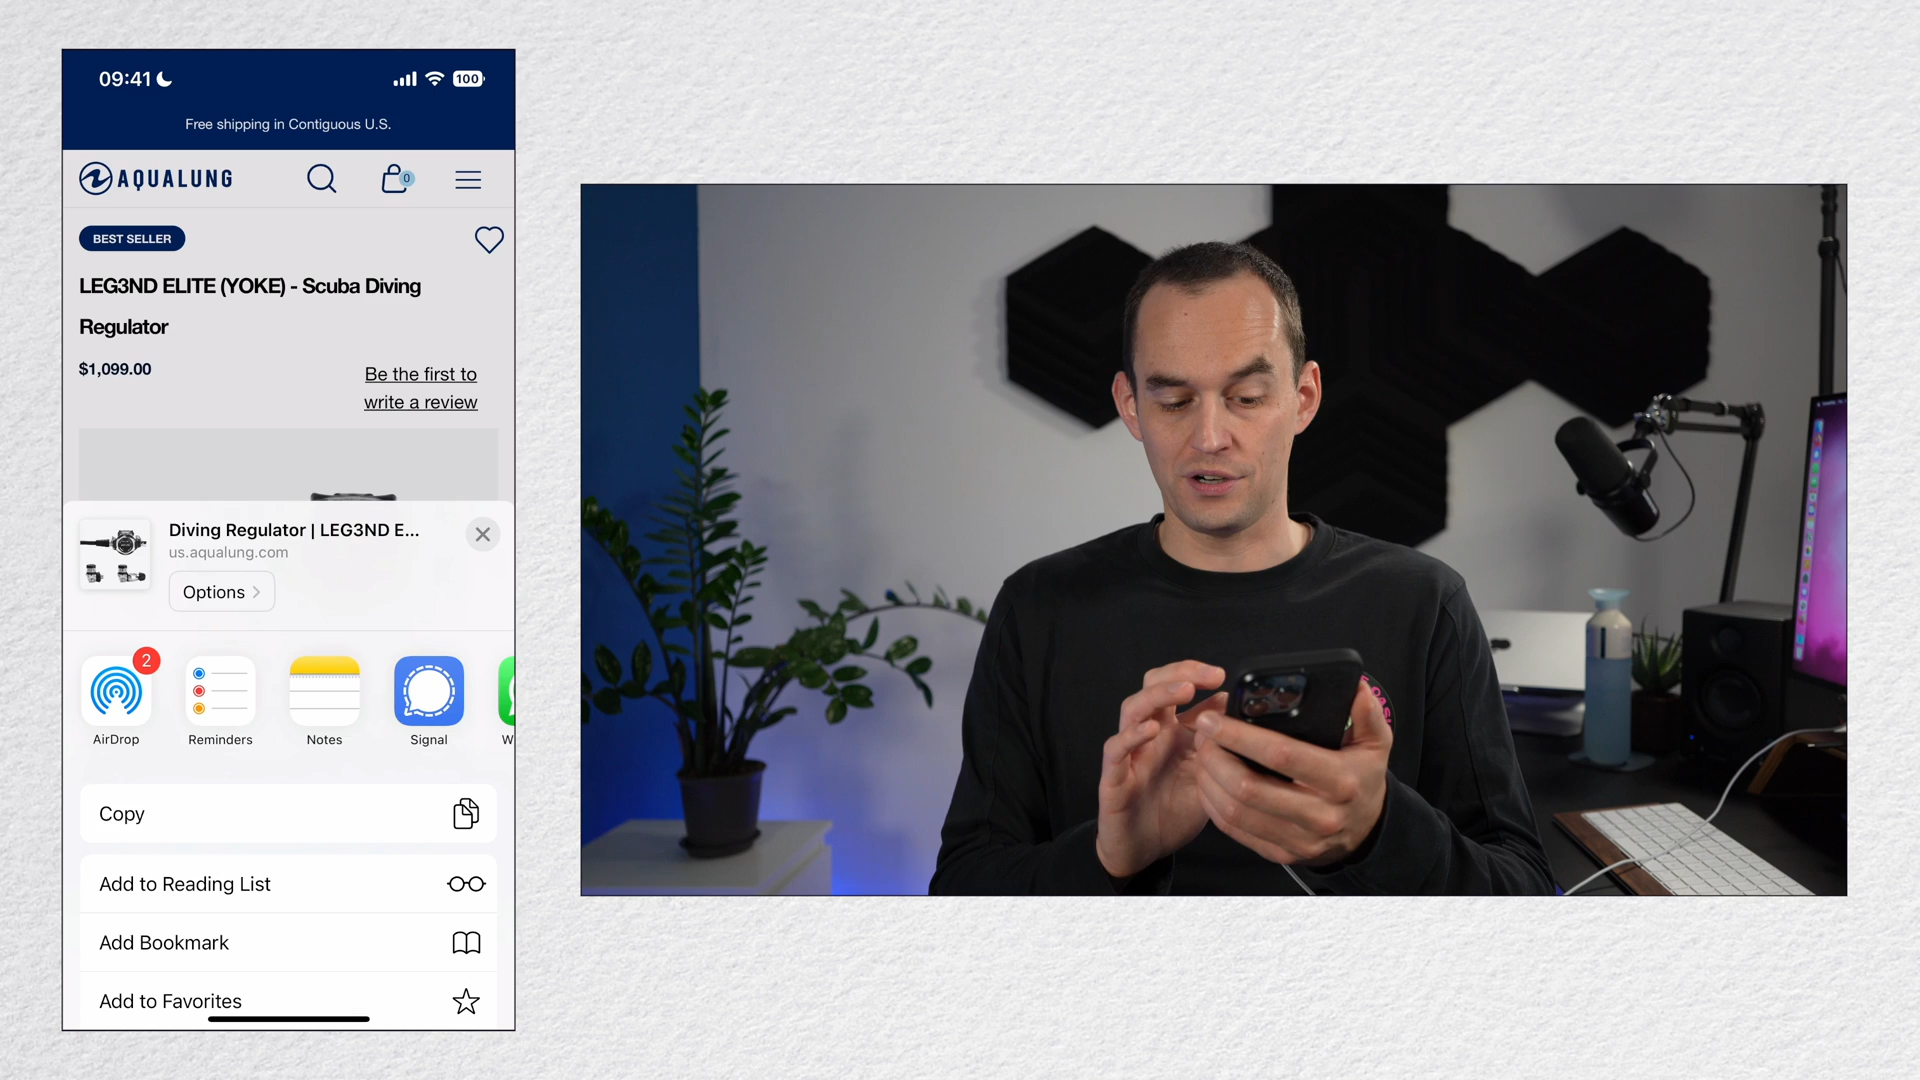 09:41
100
Free shipping in Contiguous U.S.
AQUALUNG
0
BEST SELLER
LEG3ND ELITE (YOKE) - Scuba Diving
Regulator
$1,099.00
Be the first to
write a review
Diving Regulator | LEG3ND E...
us.aqualung.com
Options
2
AirDrop
Reminders
Notes
Signal
W
Copy
Add to Reading List
Add Bookmark
Add to Favorites